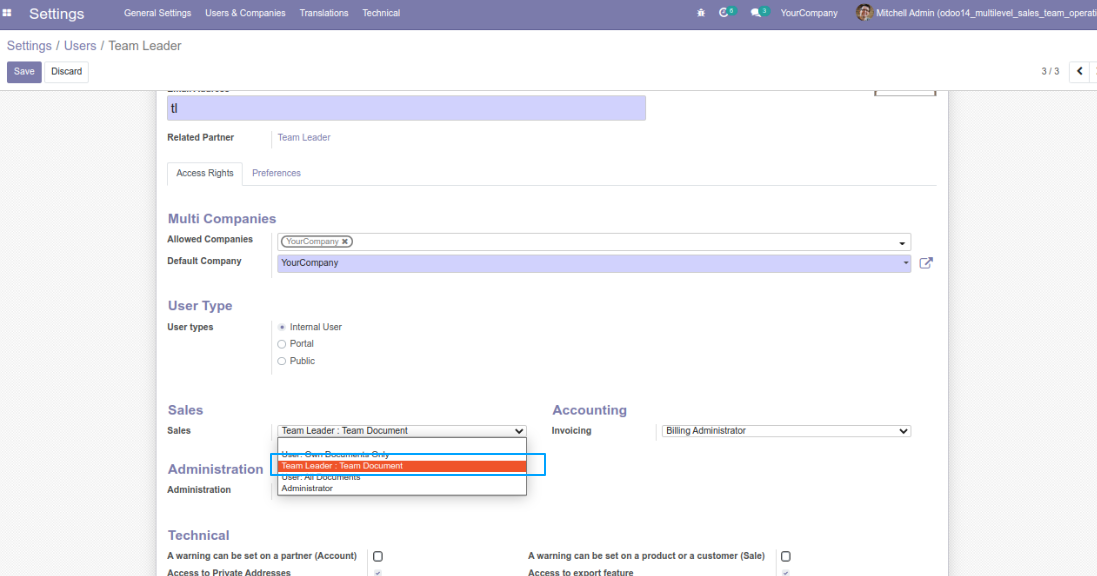 Settings General Settings Users & Companies Translations Technical 6 3 YourCompany Mitchell Admin (odoo14_multilevel_sales_team_operati
Settings / Users / Team Leader
Save Discard 3 / 3
Email Address
tl
Related Partner Team Leader
Access Rights Preferences
Multi Companies
Allowed Companies YourCompany ✖
Default Company YourCompany
User Type
User types Internal User
Portal
Public
Sales Accounting
Sales Team Leader : Team Document Invoicing Billing Administrator
User: Own Documents Only
Team Leader : Team Document
User: All Documents
Administrator
Administration
Administration
Technical
A warning can be set on a partner (Account) A warning can be set on a product or a customer (Sale)
Access to Private Addresses Access to export feature